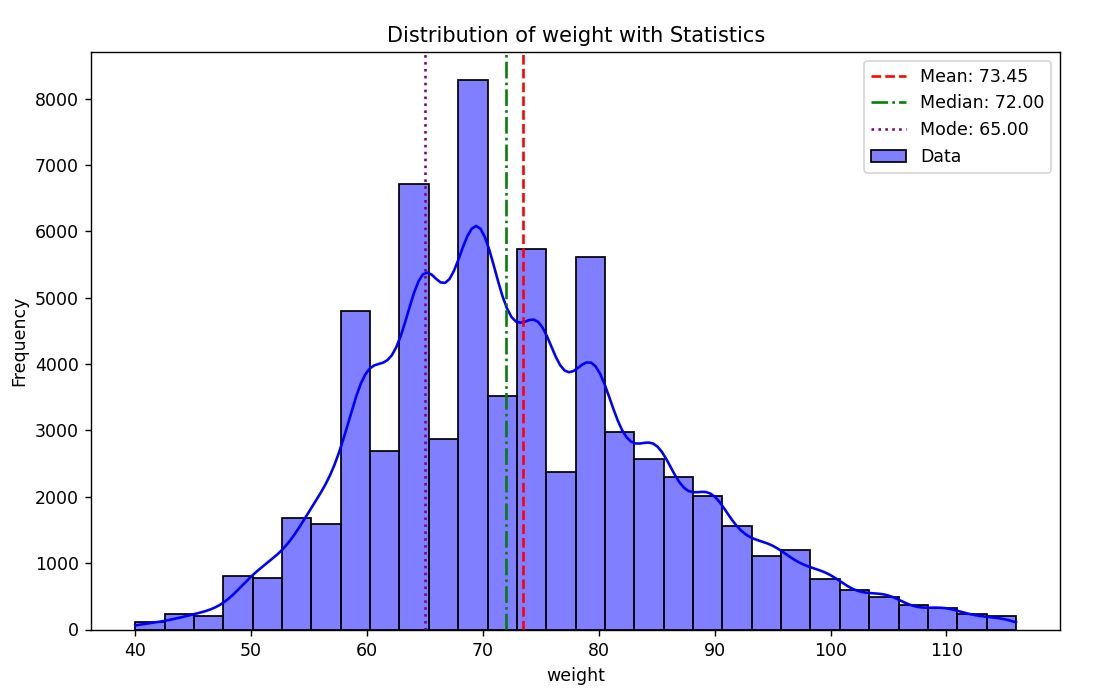 Distribution of weight with Statistics
Mean: 73.45
Median: 72.00
Mode: 65.00
Data
Frequency
8000
7000
6000
5000
4000
3000
2000
1000
0
40 50 60 70 80 90 100 110
weight